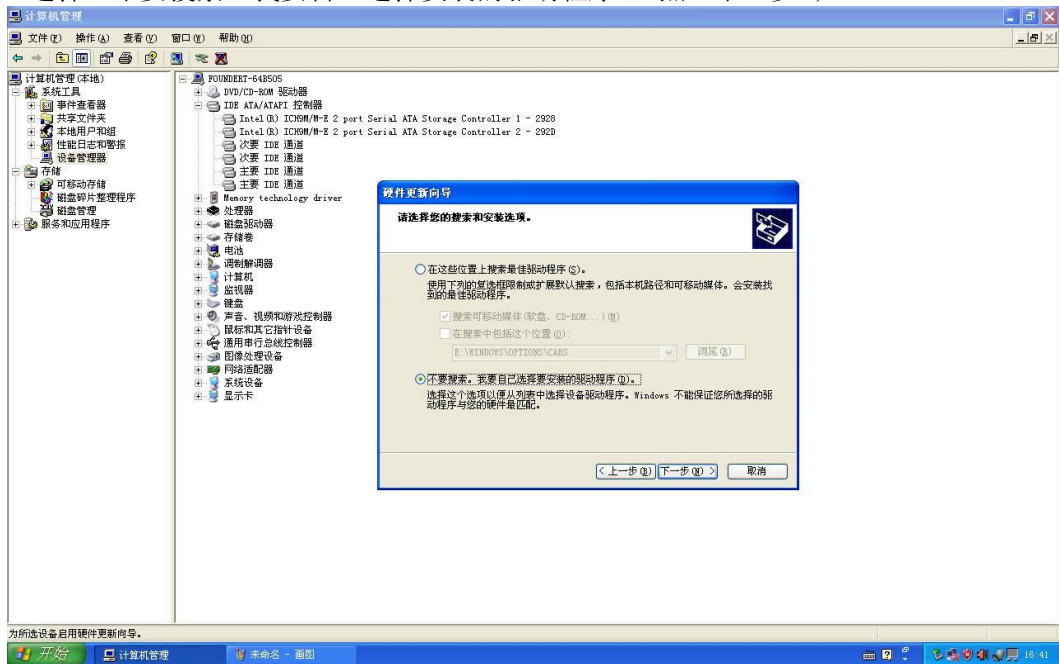 计算机管理
文件(F) 操作(A) 查看(V) 窗口(W) 帮助(H)
计算机管理(本地)
系统工具
事件查看器
共享文件夹
本地用户和组
性能日志和警报
设备管理器
存储
可移动存储
磁盘碎片整理程序
磁盘管理
服务和应用程序
FOUNDERT-64B505
DVD/CD-ROM 驱动器
IDE ATA/ATAPI 控制器
Intel(R) ICH9M/M-E 2 port Serial ATA Storage Controller 1 - 2928
Intel(R) ICH9M/M-E 2 port Serial ATA Storage Controller 2 - 292D
次要 IDE 通道
次要 IDE 通道
主要 IDE 通道
主要 IDE 通道
Memory technology driver
处理器
磁盘驱动器
存储卷
电池
调制解调器
计算机
监视器
键盘
声音、视频和游戏控制器
鼠标和其它指针设备
通用串行总线控制器
图像处理设备
网络适配器
系统设备
显示卡
硬件更新向导
请选择您的搜索和安装选项。
在这些位置上搜索最佳驱动程序(S)。
使用下列的复选框限制或扩展默认搜索，包括本机路径和可移动媒体。会安装找
到的最佳驱动程序。
搜索可移动媒体(软盘、CD-ROM...)(M)
在搜索中包括这个位置(O):
E:\WINDOWS\OPTIONS\CABS
浏览(R)
不要搜索。我要自己选择要安装的驱动程序(D)。
选择这个选项以便从列表中选择设备驱动程序。Windows 不能保证您所选择的驱
动程序与您的硬件最匹配。
< 上一步(B) 下一步(N) > 取消
为所选设备启用硬件更新向导。
开始 计算机管理 未命名 - 画图 16:41